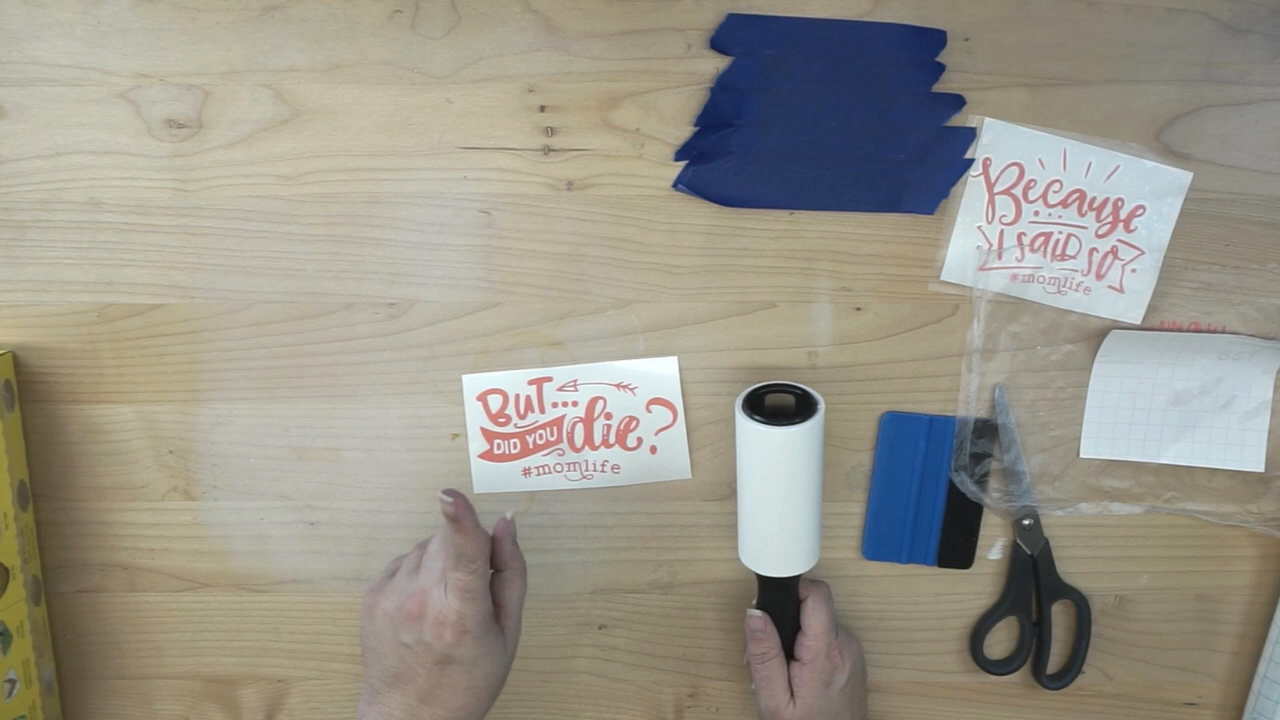 BUT...
DID YOU die?
#momlife
Because
I said so
#momlife